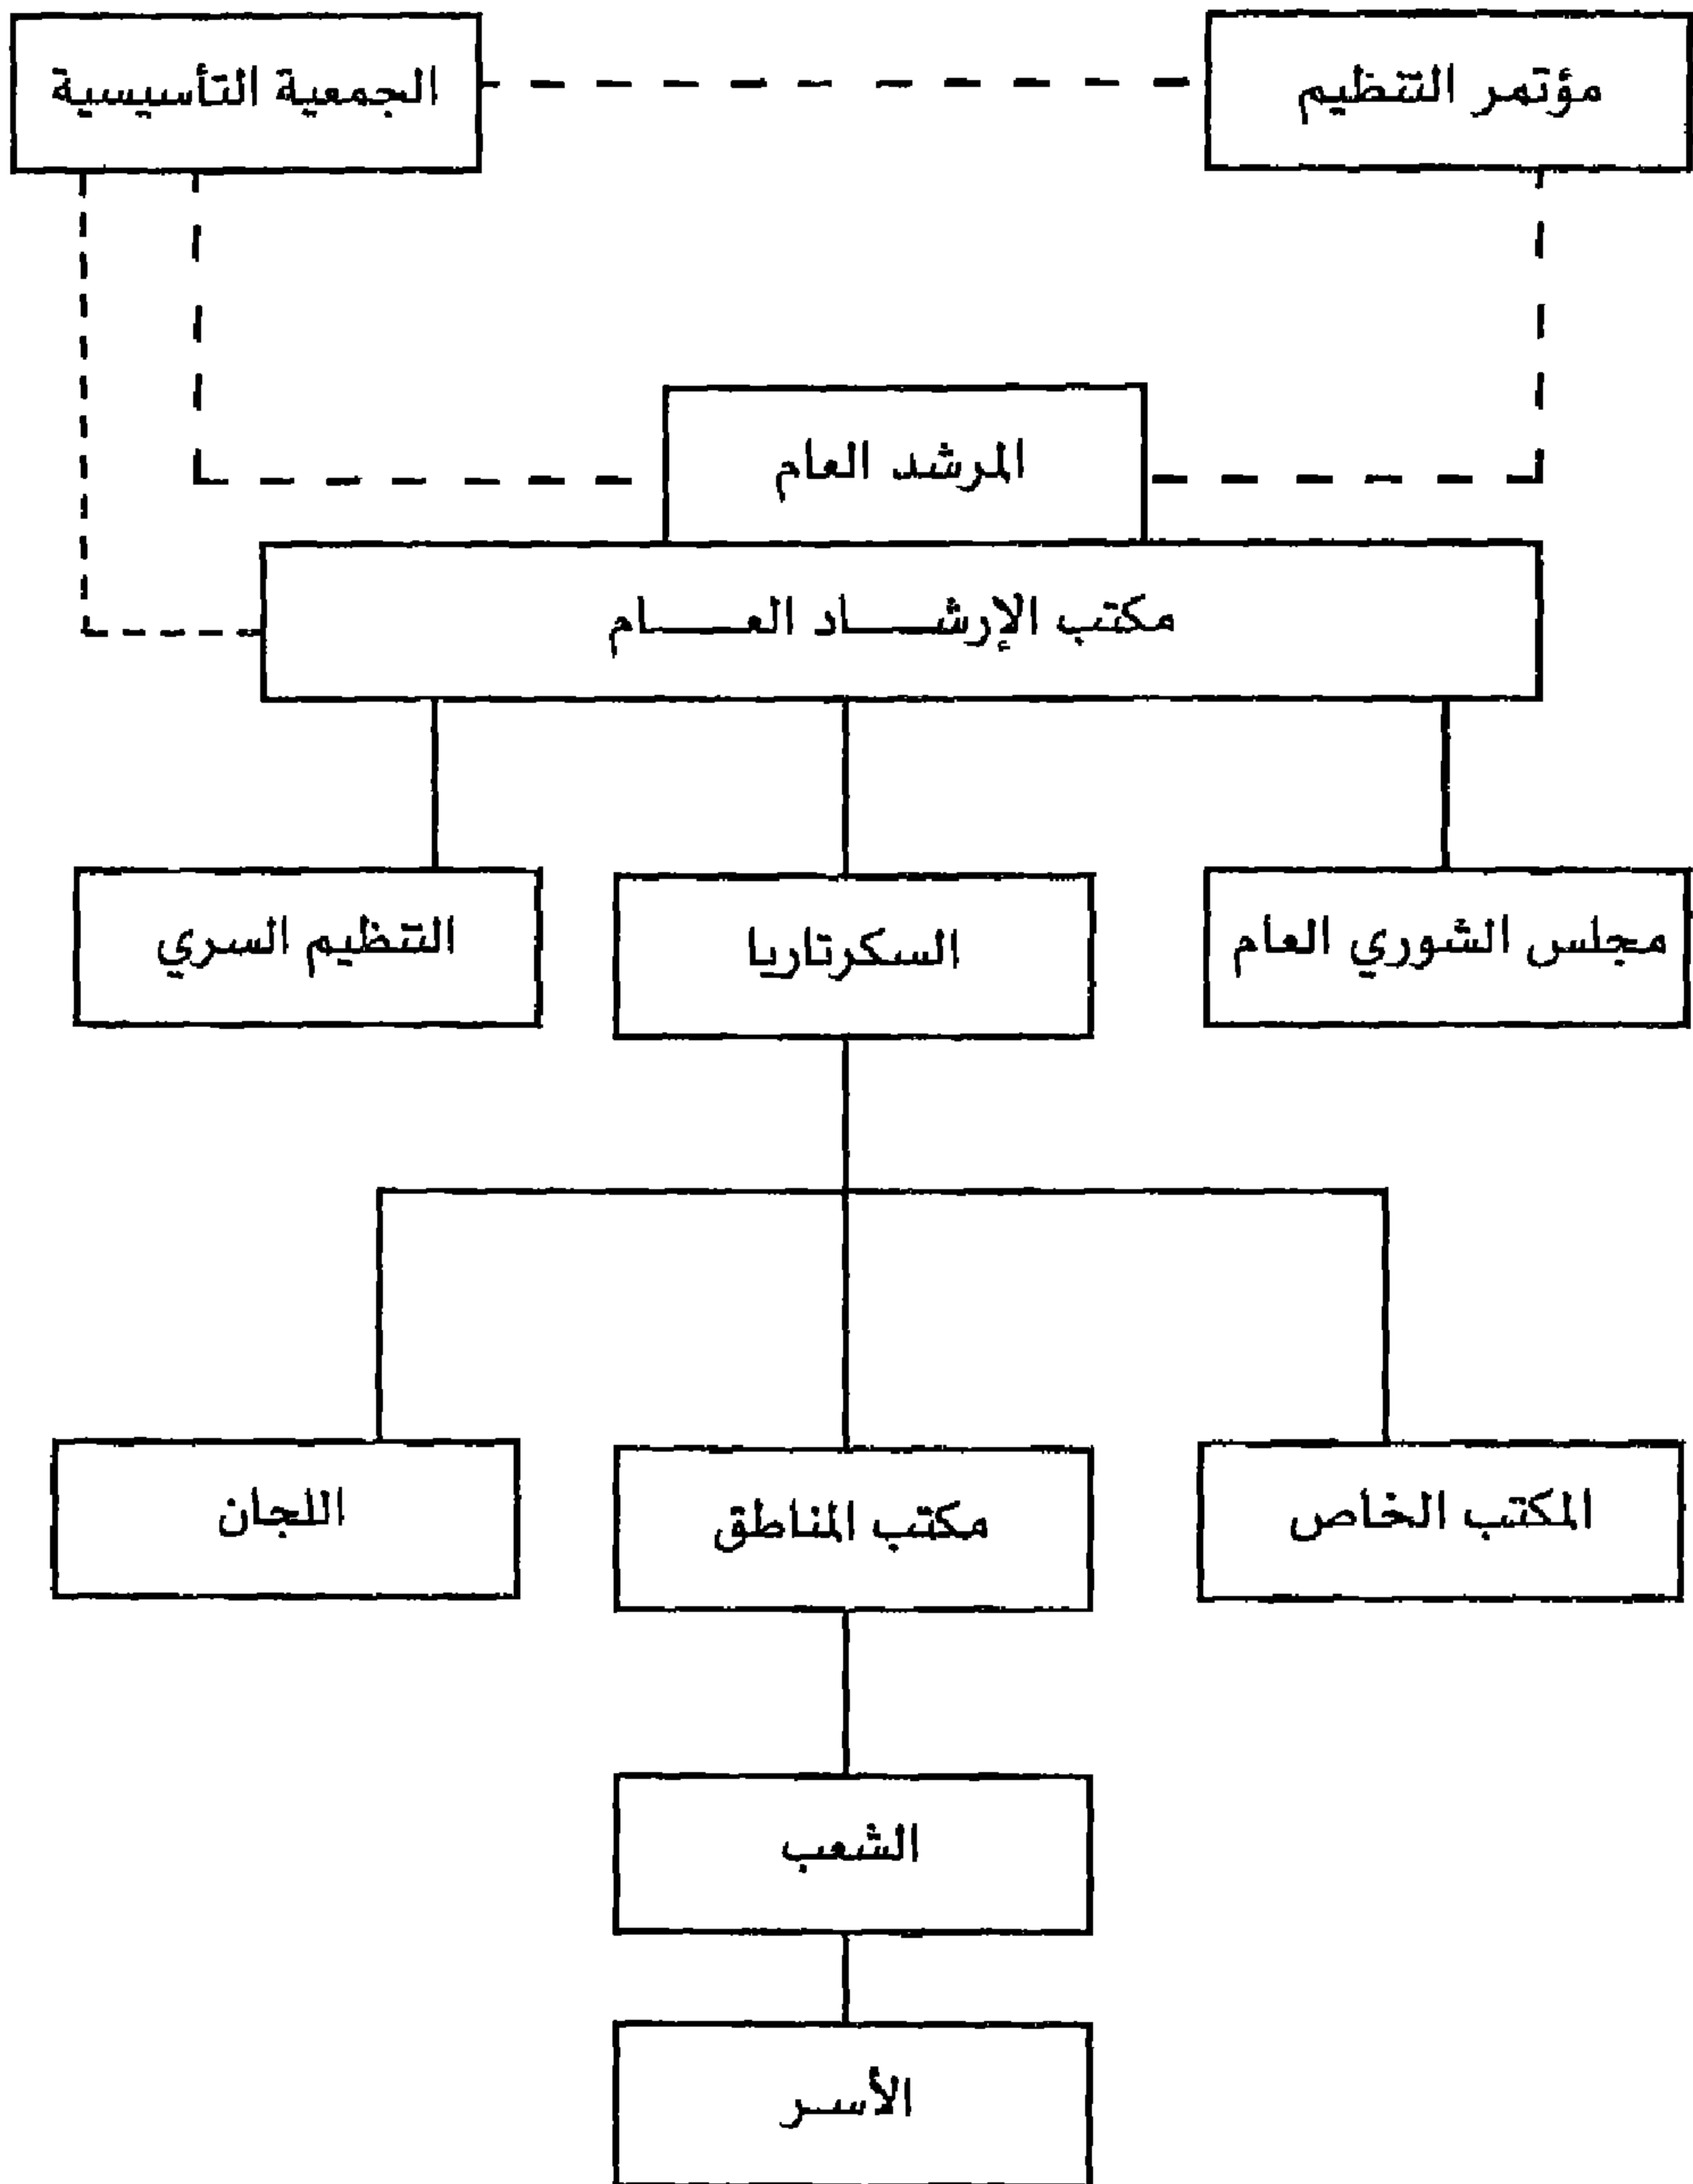 مؤتمر التنظيم
الجمعية التأسيسية
المرشد العام
مكتب الإرشـــاد العـــام
مجلس الشوري العام
السكرتاريا
التنظيم السري
المكتب الخاص
مكتب المناطق
اللجان
الشعب
الأسـر